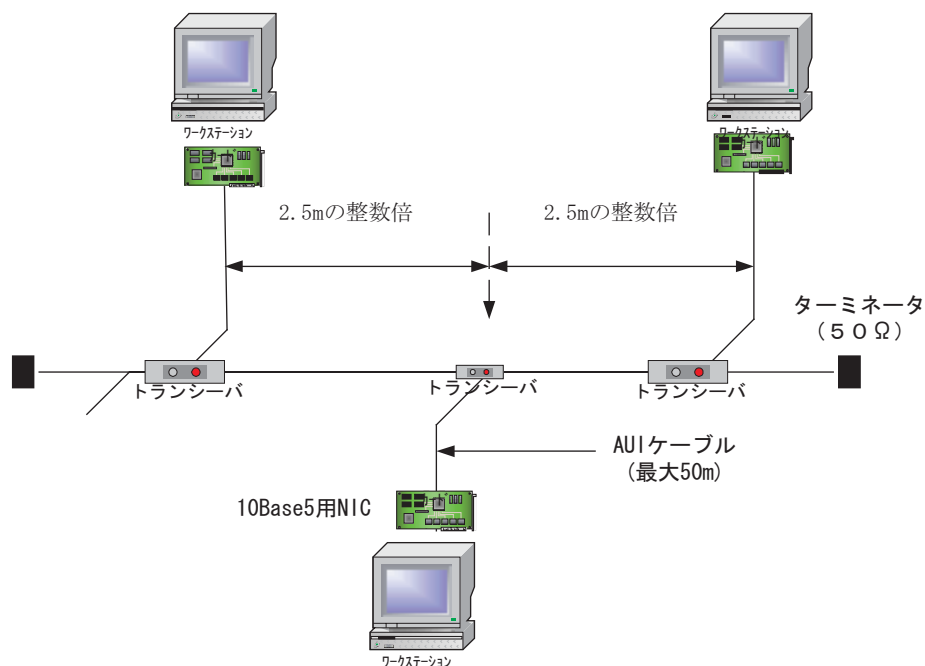 ワークステーション
ワークステーション
2.5mの整数倍
2.5mの整数倍
ターミネータ
(５０Ω)
トランシーバ
トランシーバ
トランシーバ
AUIケーブル
(最大50m)
10Base5用NIC
ワークステーション